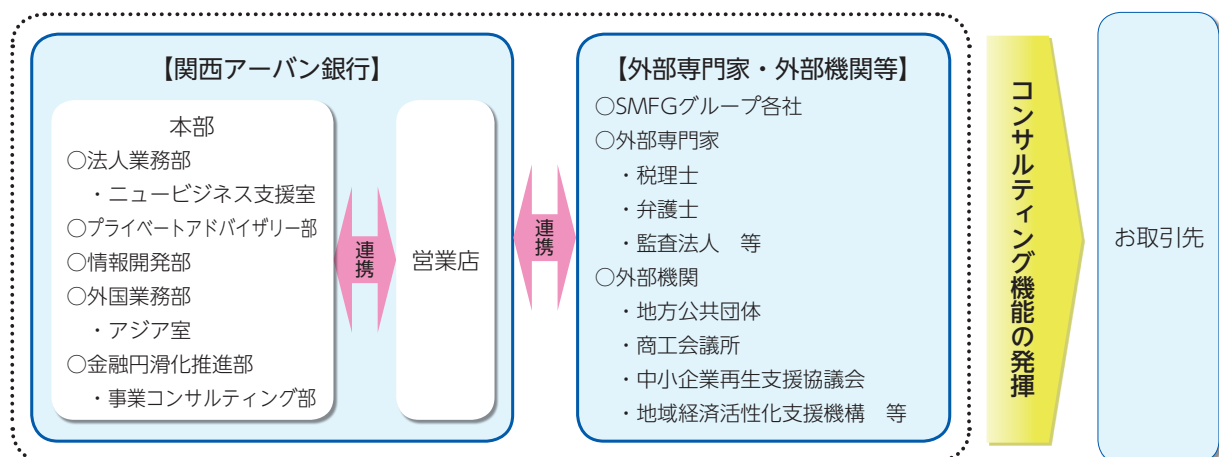 【関西アーバン銀行】
本部
○法人業務部
・ニュービジネス支援室
○プライベートアドバイザリー部
○情報開発部
○外国業務部
・アジア室
○金融円滑化推進部
・事業コンサルティング部
連携
営業店
連携
【外部専門家・外部機関等】
○SMFGグループ各社
○外部専門家
・税理士
・弁護士
・監査法人　等
○外部機関
・地方公共団体
・商工会議所
・中小企業再生支援協議会
・地域経済活性化支援機構　等
コンサルティング機能の発揮
お取引先